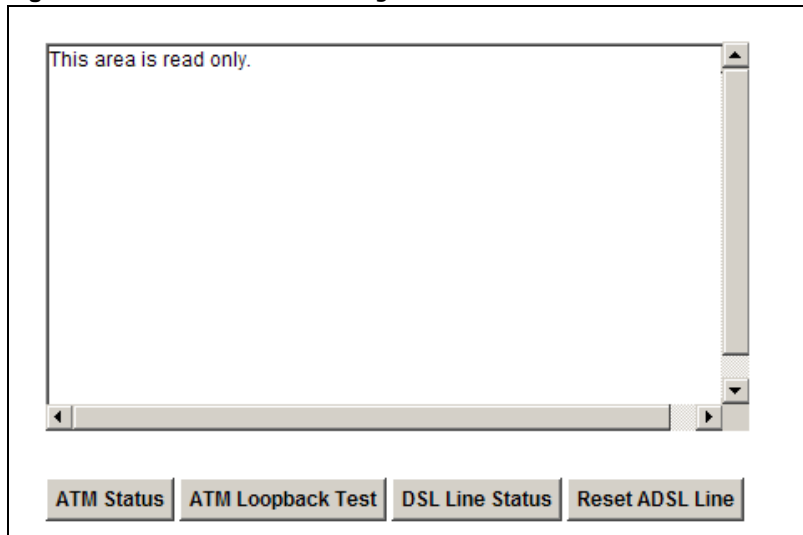 This area is read only.
ATM Status ATM Loopback Test DSL Line Status Reset ADSL Line